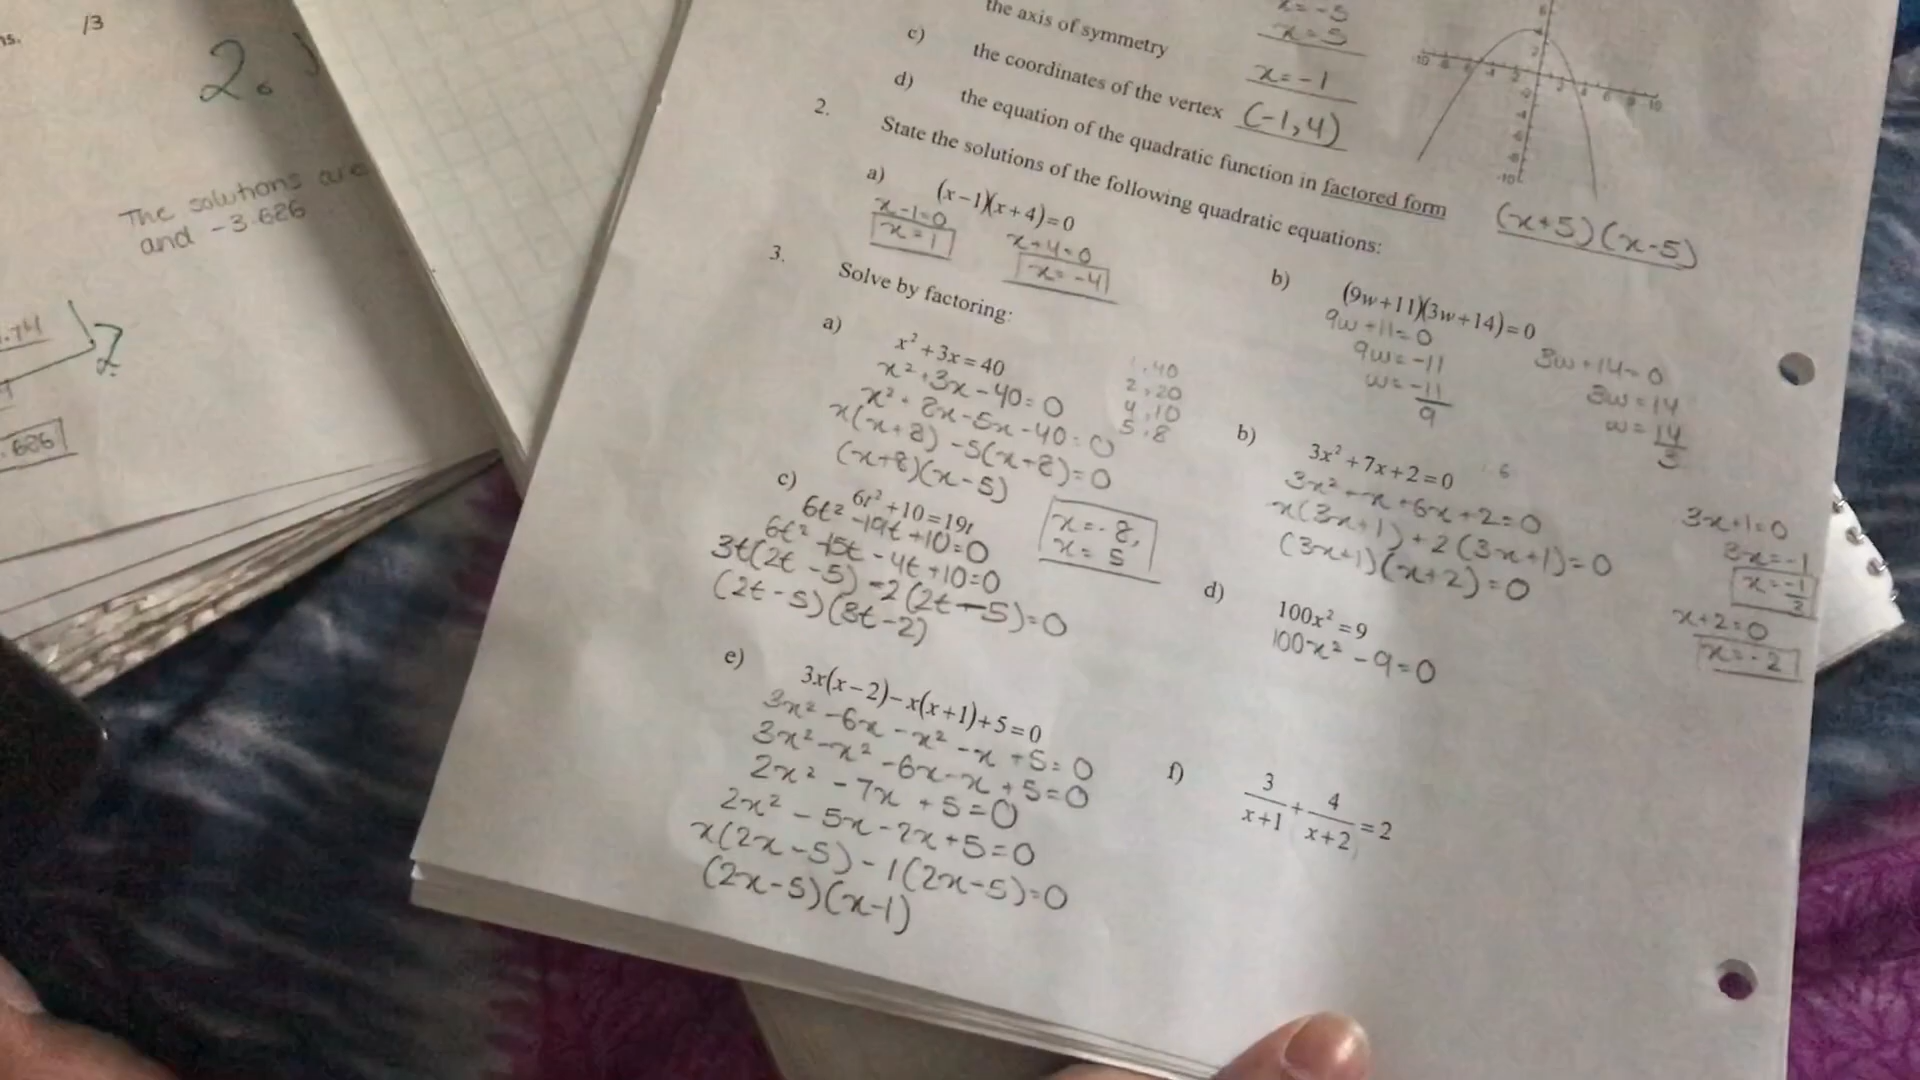 13
ns.
2.
The solutions are
and -3.626
.74
2
.626
x=-5
x=5
the axis of symmetry
x=-1
c) the coordinates of the vertex (-1,4)
d) the equation of the quadratic function in factored form
(x+5)(x-5)
2. State the solutions of the following quadratic equations:
a) (x-1)(x+4)=0
x-1=0
x=1
x+4=0
x=-4
b) (9w+11)(3w+14)=0
9w+11=0
9w=-11
w=-11/9
3w+14=0
3w=14
w=14/3
3. Solve by factoring:
a) x²+3x=40
x²+3x-40=0
x²+8x-5x-40=0
x(x+8)-5(x+8)=0
(x+8)(x-5)
1,40
2,20
4,10
5,8
x=-8,
x=5
b) 3x²+7x+2=0
3x²+x+6x+2=0
x(3x+1)+2(3x+1)=0
(3x+1)(x+2)=0
3x+1=0
3x=-1
x=-1/3
x+2=0
x=-2
c) 6t²+10=19t
6t²-19t+10=0
6t²-15t-4t+10=0
3t(2t-5)-2(2t-5)=0
(2t-5)(3t-2)
d) 100x²=9
100x²-9=0
e) 3x(x-2)-x(x+1)+5=0
3x²-6x-x²-x+5=0
3x²-x²-6x-x+5=0
2x²-7x+5=0
2x²-5x-2x+5=0
x(2x-5)-1(2x-5)=0
(2x-5)(x-1)
f) 3/(x+1)+4/(x+2)=2